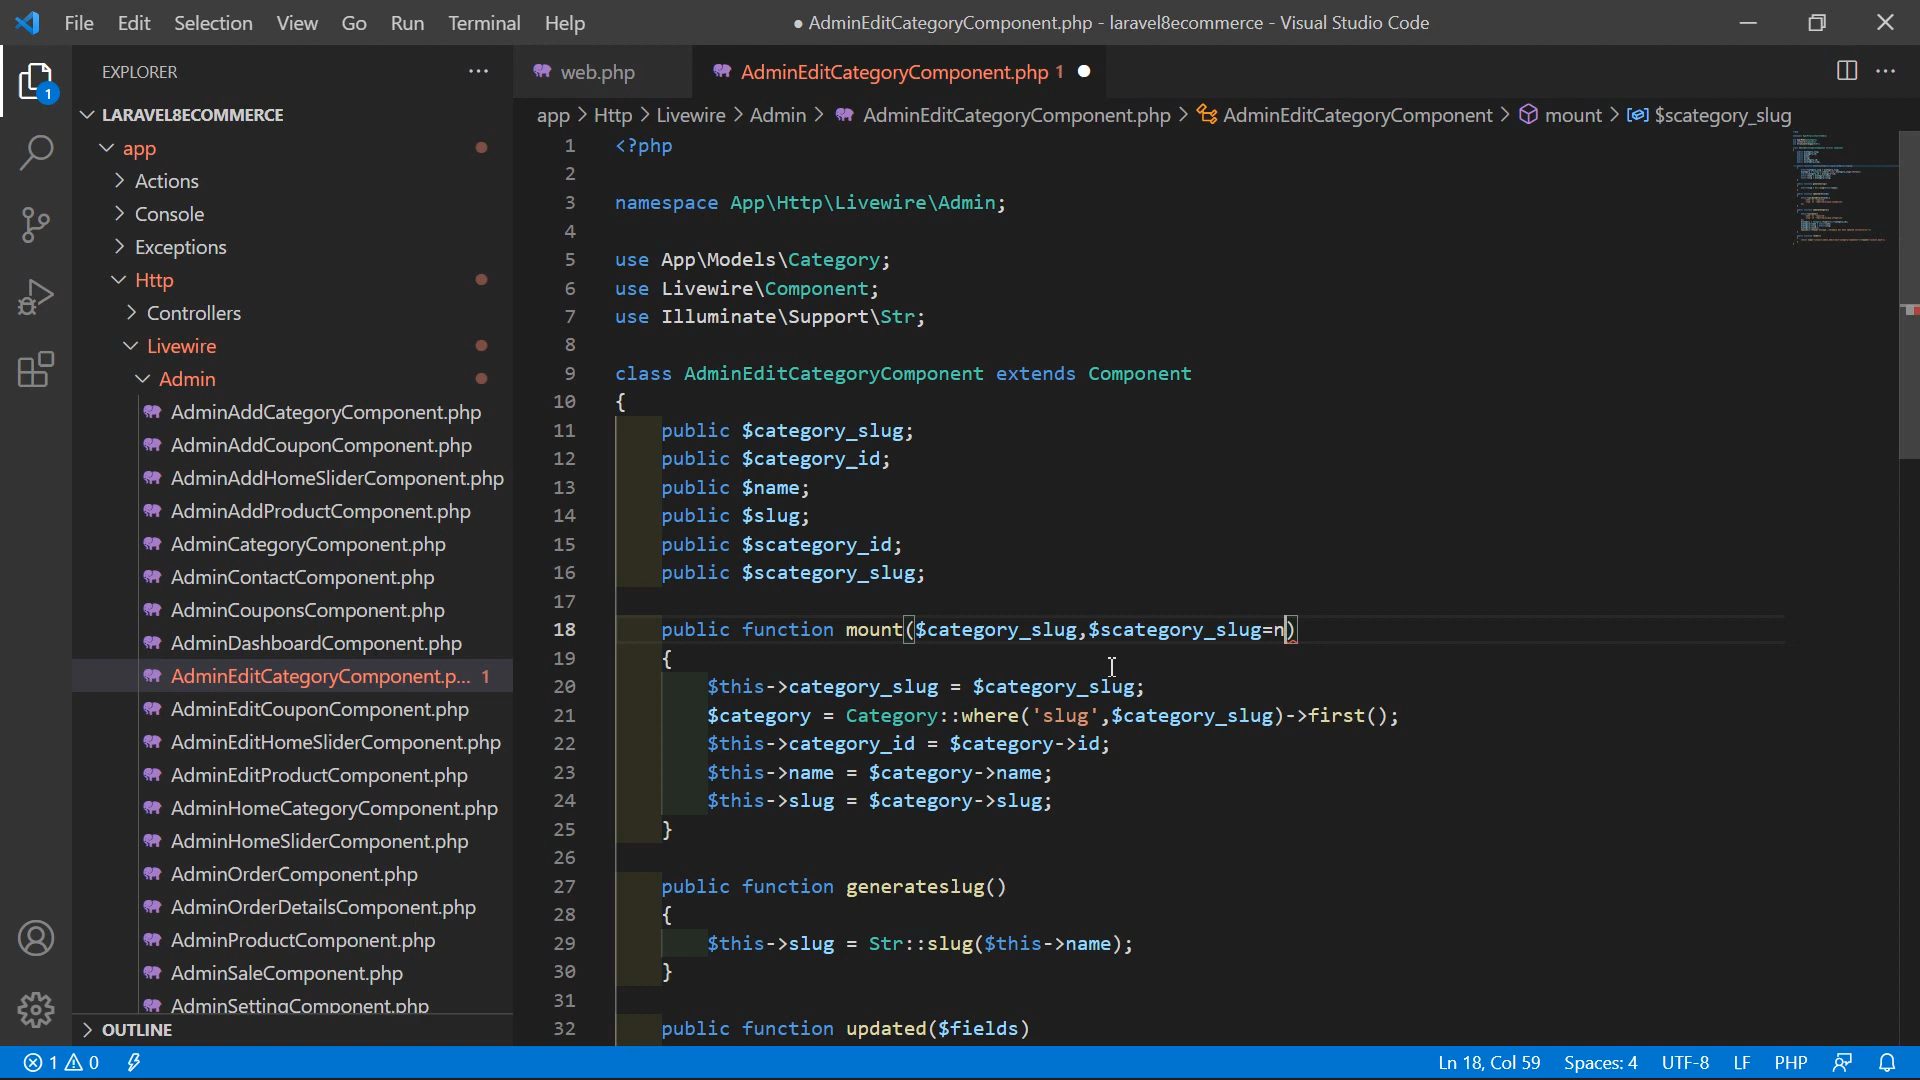 File Edit Selection View Go Run Terminal Help ● AdminEditCategoryComponent.php - laravel8ecommerce - Visual Studio Code
EXPLORER
web.php AdminEditCategoryComponent.php 1
LARAVEL8ECOMMERCE
app > Http > Livewire > Admin > AdminEditCategoryComponent.php > AdminEditCategoryComponent > mount > $scategory_slug
1
app
Actions
Console
Exceptions
Http
Controllers
Livewire
Admin
AdminAddCategoryComponent.php
AdminAddCouponComponent.php
AdminAddHomeSliderComponent.php
AdminAddProductComponent.php
AdminCategoryComponent.php
AdminContactComponent.php
AdminCouponsComponent.php
AdminDashboardComponent.php
AdminEditCategoryComponent.p... 1
AdminEditCouponComponent.php
AdminEditHomeSliderComponent.php
AdminEditProductComponent.php
AdminHomeCategoryComponent.php
AdminHomeSliderComponent.php
AdminOrderComponent.php
AdminOrderDetailsComponent.php
AdminProductComponent.php
AdminSaleComponent.php
AdminSettingComponent.php
OUTLINE
1 <?php
2
3 namespace App\Http\Livewire\Admin;
4
5 use App\Models\Category;
6 use Livewire\Component;
7 use Illuminate\Support\Str;
8
9 class AdminEditCategoryComponent extends Component
10 {
11 public $category_slug;
12 public $category_id;
13 public $name;
14 public $slug;
15 public $scategory_id;
16 public $scategory_slug;
17
18 public function mount($category_slug,$scategory_slug=n)
19 {
20 $this->category_slug = $category_slug;
21 $category = Category::where('slug',$category_slug)->first();
22 $this->category_id = $category->id;
23 $this->name = $category->name;
24 $this->slug = $category->slug;
25 }
26
27 public function generateslug()
28 {
29 $this->slug = Str::slug($this->name);
30 }
31
32 public function updated($fields)
1 0 Ln 18, Col 59 Spaces: 4 UTF-8 LF PHP